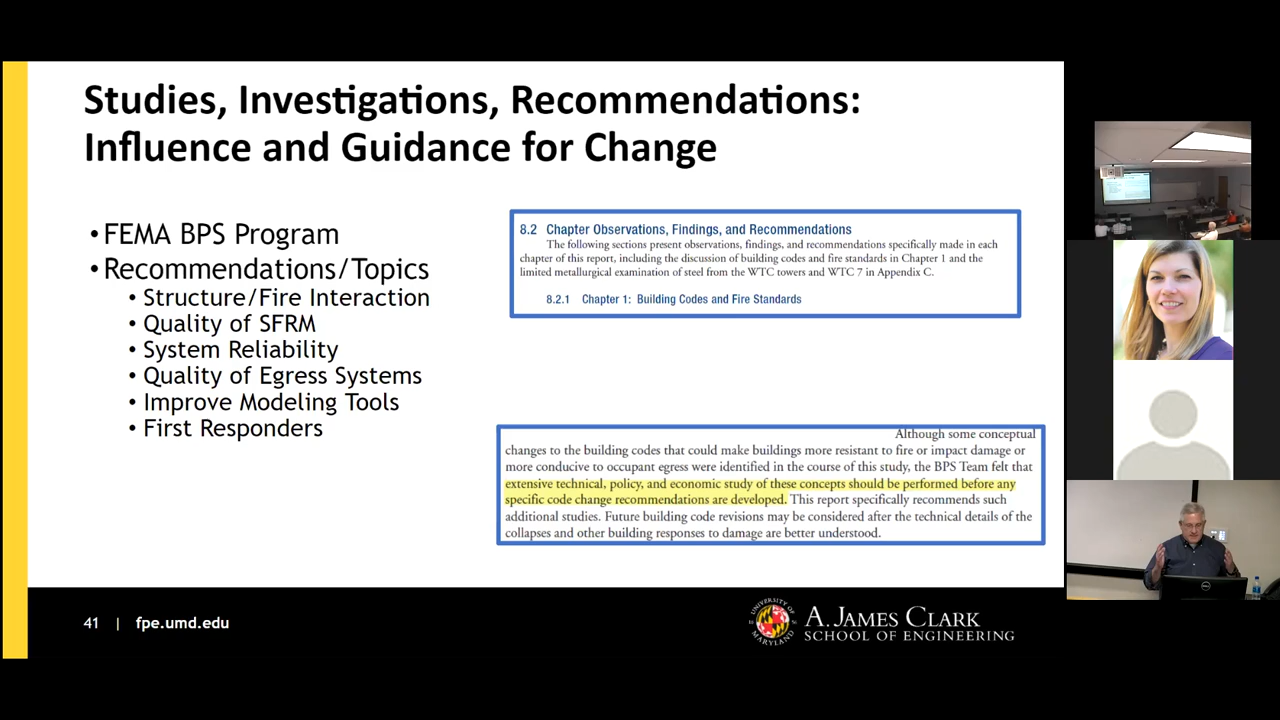 Studies, Investigations, Recommendations:
Influence and Guidance for Change
•FEMA BPS Program
•Recommendations/Topics
• Structure/Fire Interaction
• Quality of SFRM
• System Reliability
• Quality of Egress Systems
• Improve Modeling Tools
• First Responders
8.2 Chapter Observations, Findings, and Recommendations
The following sections present observations, findings, and recommendations specifically made in each
chapter of this report, including the discussion of building codes and fire standards in Chapter 1 and the
limited metallurgical examination of steel from the WTC towers and WTC 7 in Appendix C.
8.2.1 Chapter 1: Building Codes and Fire Standards
Although some conceptual
changes to the building codes that could make buildings more resistant to fire or impact damage or
more conducive to occupant egress were identified in the course of this study, the BPS Team felt that
extensive technical, policy, and economic study of these concepts should be performed before any
specific code change recommendations are developed. This report specifically recommends such
additional studies. Future building code revisions may be considered after the technical details of the
collapses and other building responses to damage are better understood.
41 | fpe.umd.edu
UNIVERSITY OF
MARYLAND
A. JAMES CLARK
SCHOOL OF ENGINEERING